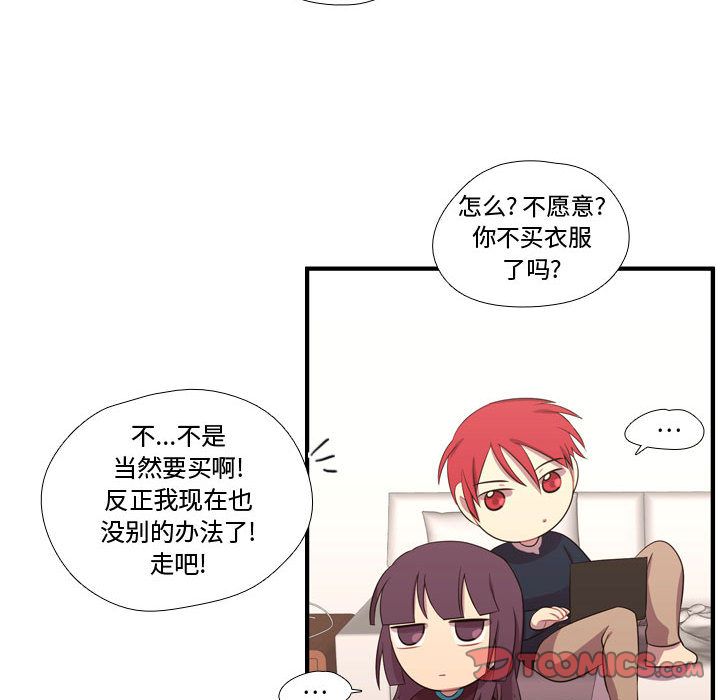 怎么? 不愿意?
你不买衣服
了吗?
...
不...不是
当然要买啊!
反正我现在也
没别的办法了!
走吧!
...
TOOMICS.COM